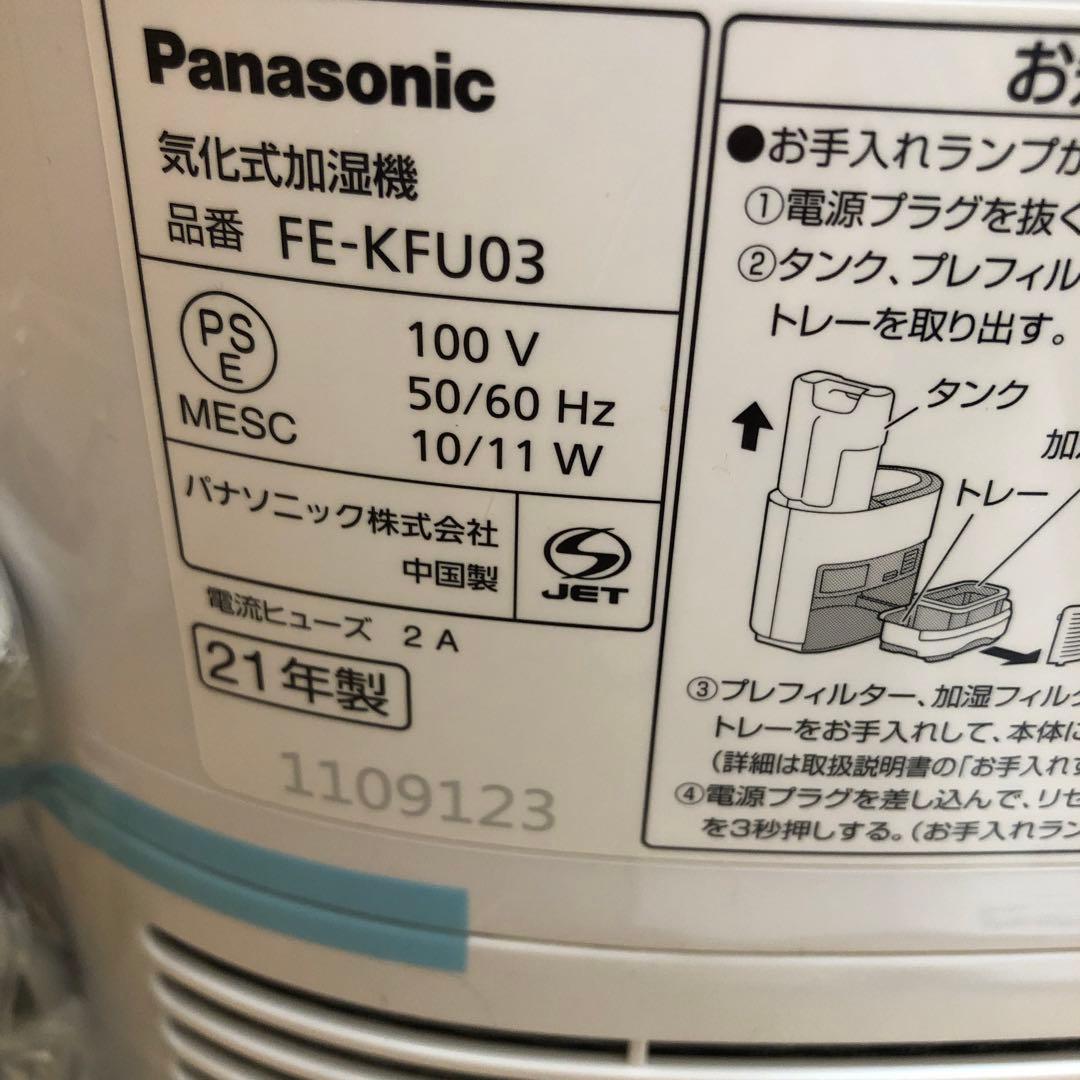 Panasonic
気化式加湿機
品番 FE-KFU03
PS
E
MESC
100 V
50/60 Hz
10/11 W
パナソニック株式会社
中国製
JET
電流ヒューズ 2 A
21年製
1109123
お
●お手入れランプが
①電源プラグを抜く
②タンク、プレフィル
トレーを取り出す。
タンク
加
トレー
③プレフィルター、加湿フィルタ
トレーをお手入れして、本体に
(詳細は取扱説明書の「お手入れす
④電源プラグを差し込んで、リセ
を3秒押しする。(お手入れラン